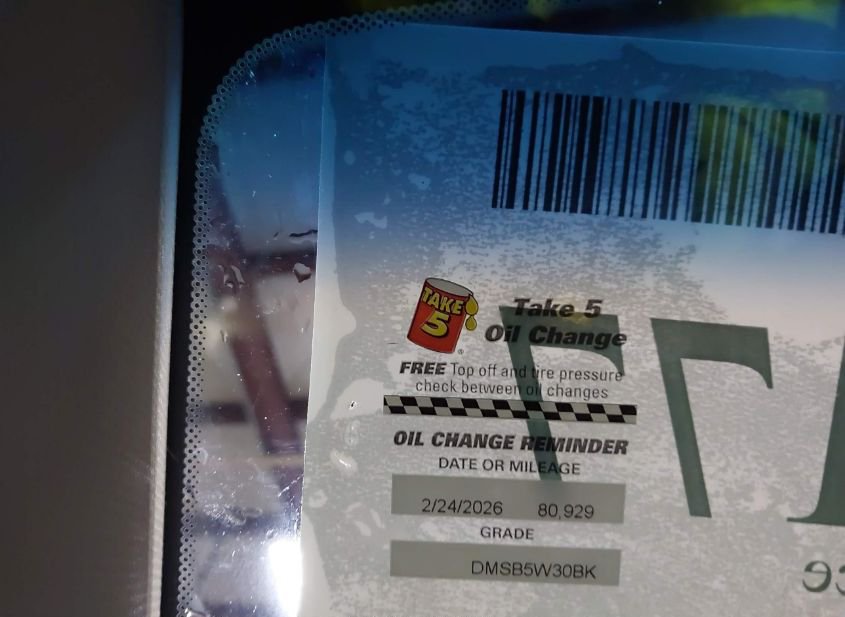 TAKE
5
Take 5
Oil Change
FREE Top off and tire pressure
check between oil changes
OIL CHANGE REMINDER
DATE OR MILEAGE
2/24/2026 80,929
GRADE
DMSB5W30BK